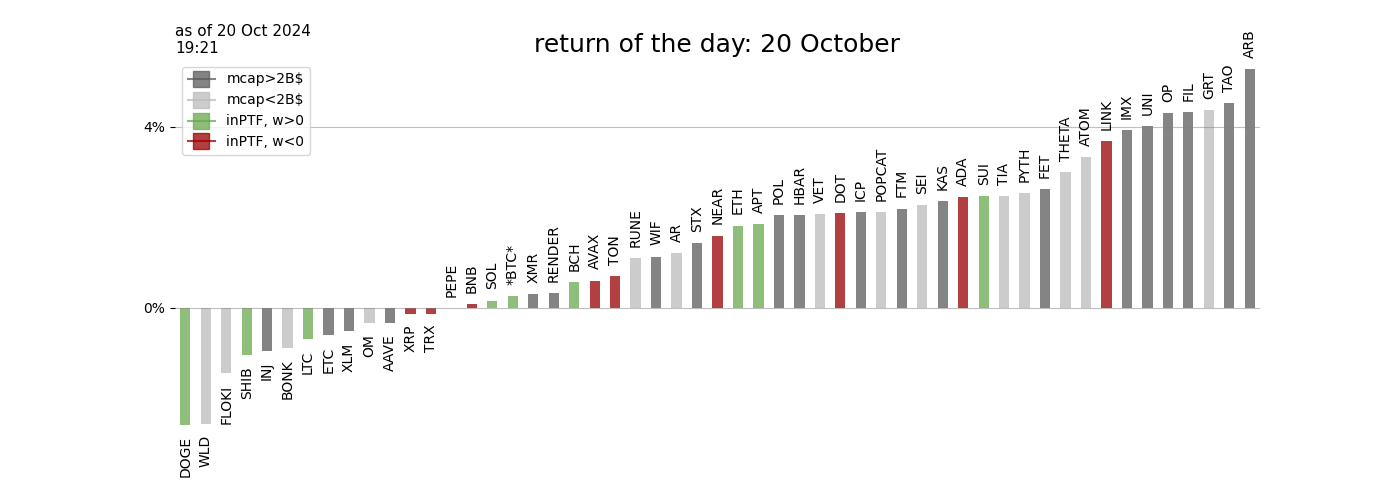 as of 20 Oct 2024
19:21
return of the day: 20 October
mcap>2B$
mcap<2B$
inPTF, w>0
inPTF, w<0
4%
0%
DOGE
WLD
FLOKI
SHIB
INJ
BONK
LTC
ETC
XLM
OM
AAVE
XRP
TRX
PEPE
BNB
SOL
*BTC*
XMR
RENDER
BCH
AVAX
TON
RUNE
WIF
AR
STX
NEAR
ETH
APT
POL
HBAR
VET
DOT
ICP
POPCAT
FTM
SEI
KAS
ADA
SUI
TIA
PYTH
FET
THETA
ATOM
LINK
IMX
UNI
OP
FIL
GRT
TAO
ARB